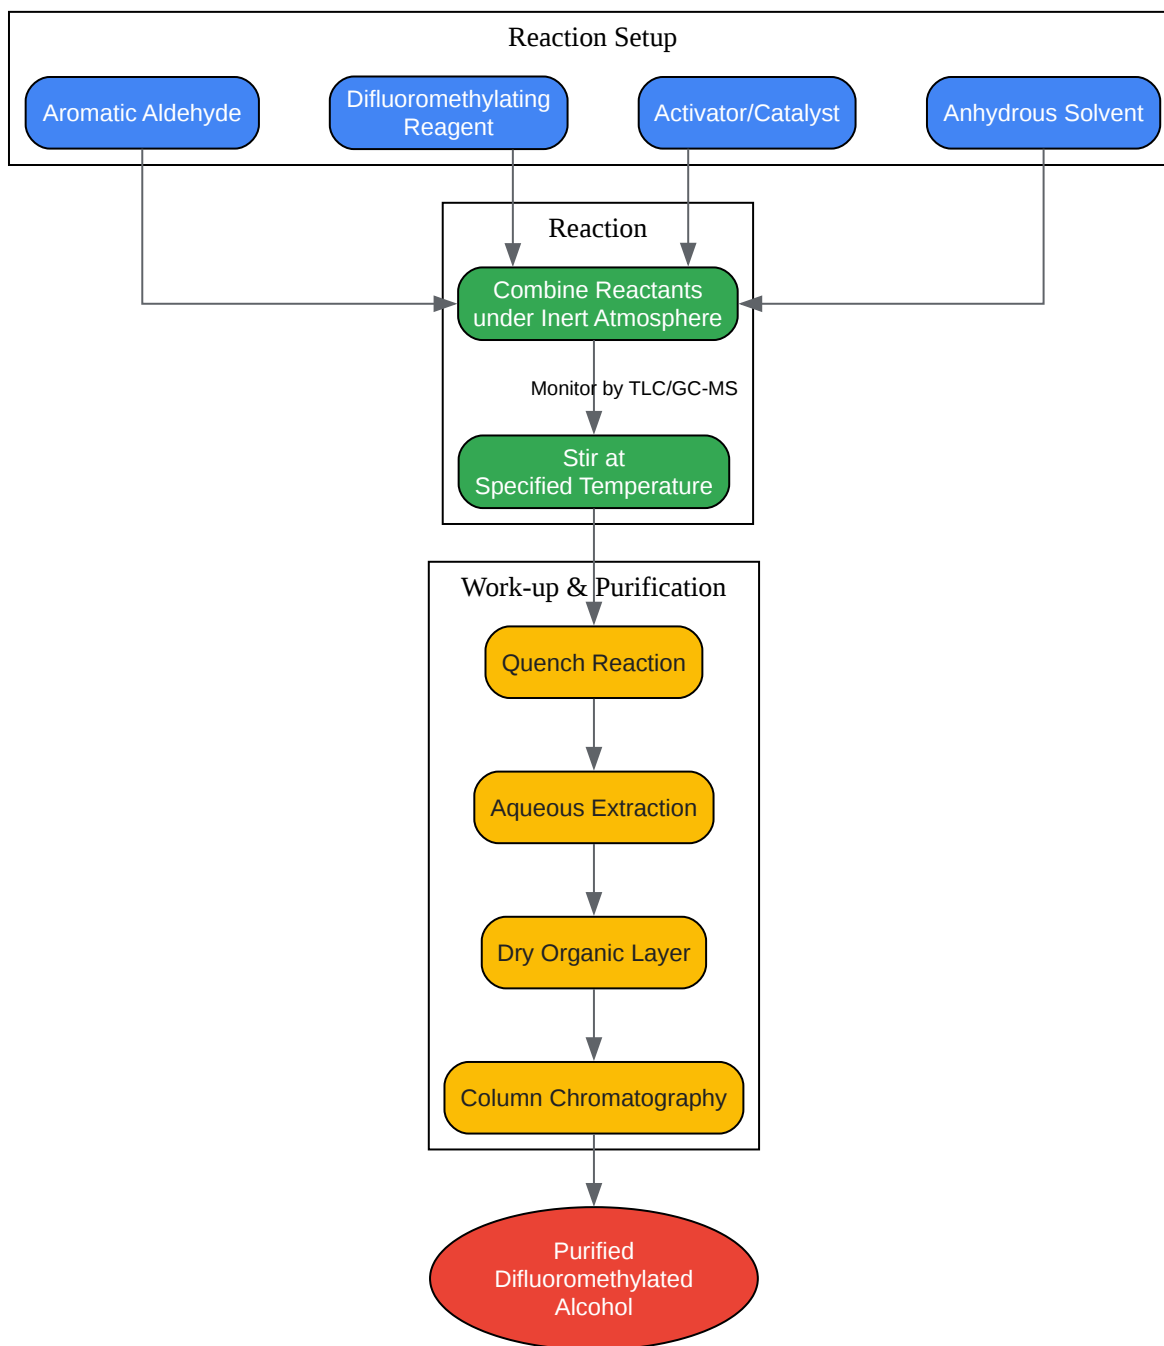 Reaction Setup
Aromatic Aldehyde
Difluoromethylating
Reagent
Activator/Catalyst
Anhydrous Solvent
Reaction
Combine Reactants
under Inert Atmosphere
Monitor by TLC/GC-MS
Stir at
Specified Temperature
Work-up & Purification
Quench Reaction
Aqueous Extraction
Dry Organic Layer
Column Chromatography
Purified
Difluoromethylated
Alcohol